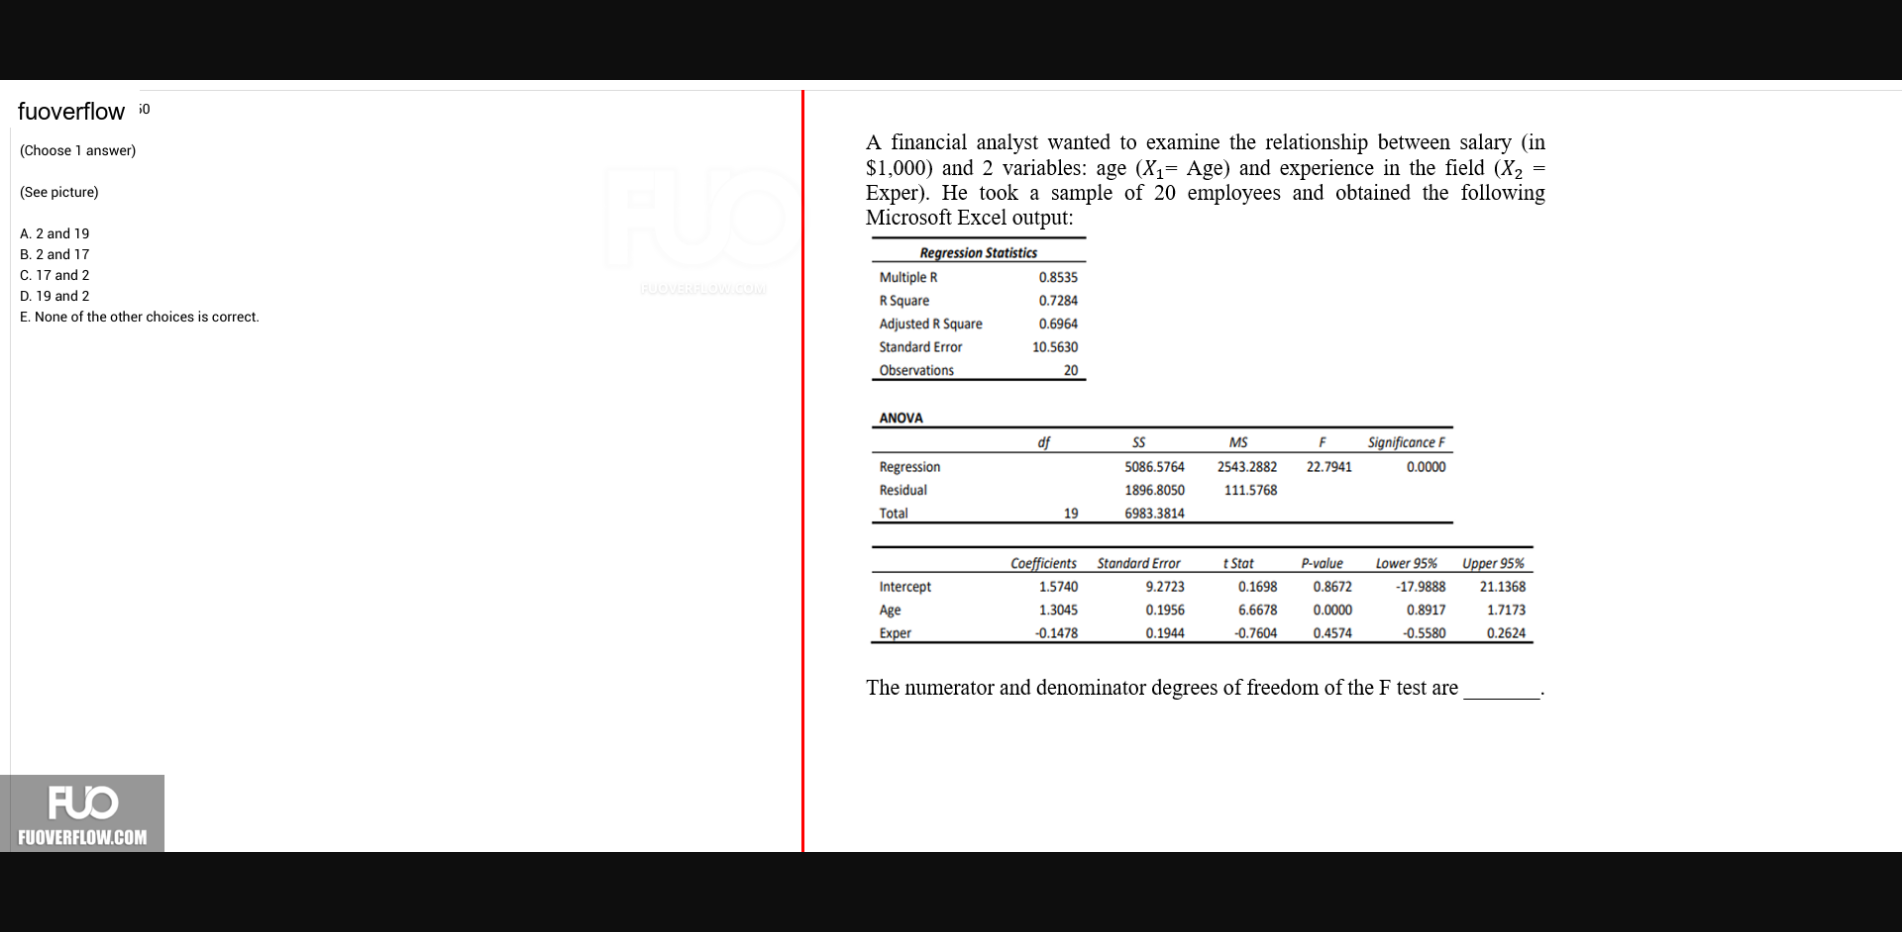 fuoverflow
(Choose 1 answer)
(See picture)
A. 2 and 19
B. 2 and 17
C. 17 and 2
D. 19 and 2
E. None of the other choices is correct.
FUO
FUOVERFLOW.COM
A financial analyst wanted to examine the relationship between salary (in
$1,000) and 2 variables: age (X₁= Age) and experience in the field (X₂ =
Exper). He took a sample of 20 employees and obtained the following
Microsoft Excel output:
Regression Statistics
Multiple R 0.8535
R Square 0.7284
Adjusted R Square 0.6964
Standard Error 10.5630
Observations 20
ANOVA
df SS MS F Significance F
Regression 5086.5764 2543.2882 22.7941 0.0000
Residual 1896.8050 111.5768
Total 19 6983.3814
Coefficients Standard Error t Stat P-value Lower 95% Upper 95%
Intercept 1.5740 9.2723 0.1698 0.8672 -17.9888 21.1368
Age 1.3045 0.1956 6.6678 0.0000 0.8917 1.7173
Exper -0.1478 0.1944 -0.7604 0.4574 -0.5580 0.2624
The numerator and denominator degrees of freedom of the F test are _______.
FUO
FUOVERFLOW.COM